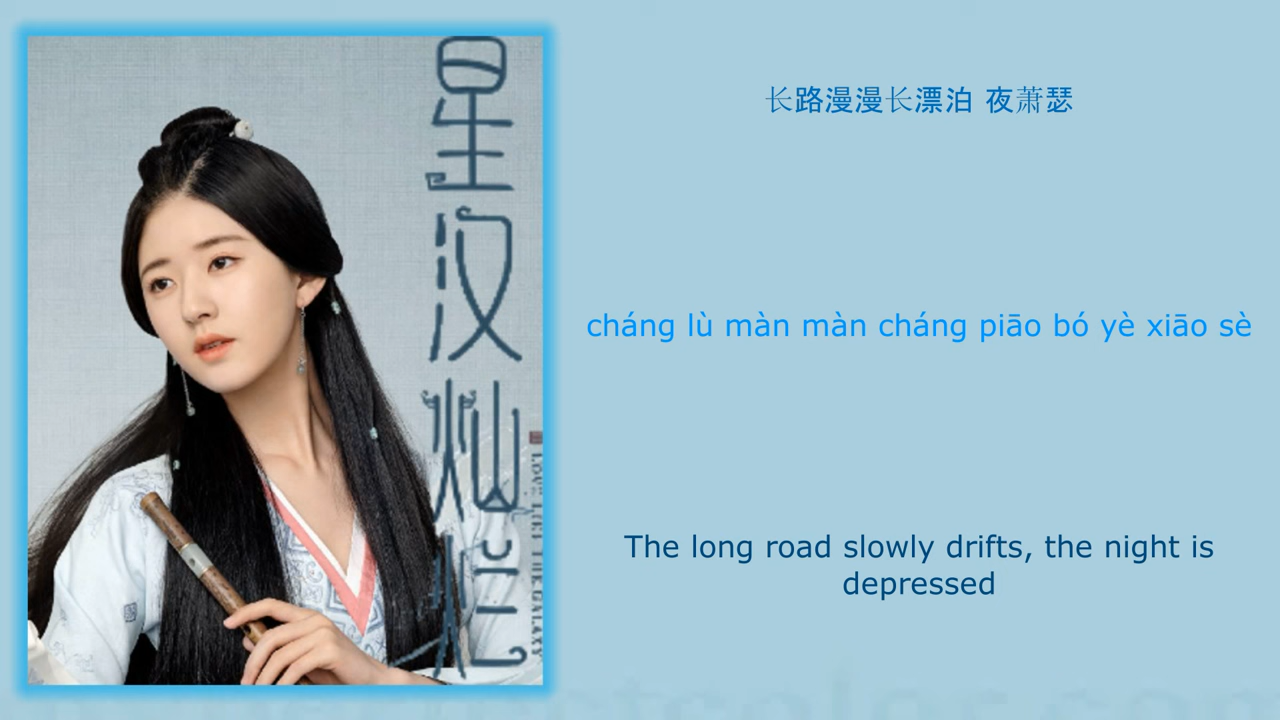 星汉灿烂
LOVE LIKE THE GALAXY
长路漫漫长漂泊 夜萧瑟
cháng lù màn màn cháng piāo bó yè xiāo sè
The long road slowly drifts, the night is
depressed